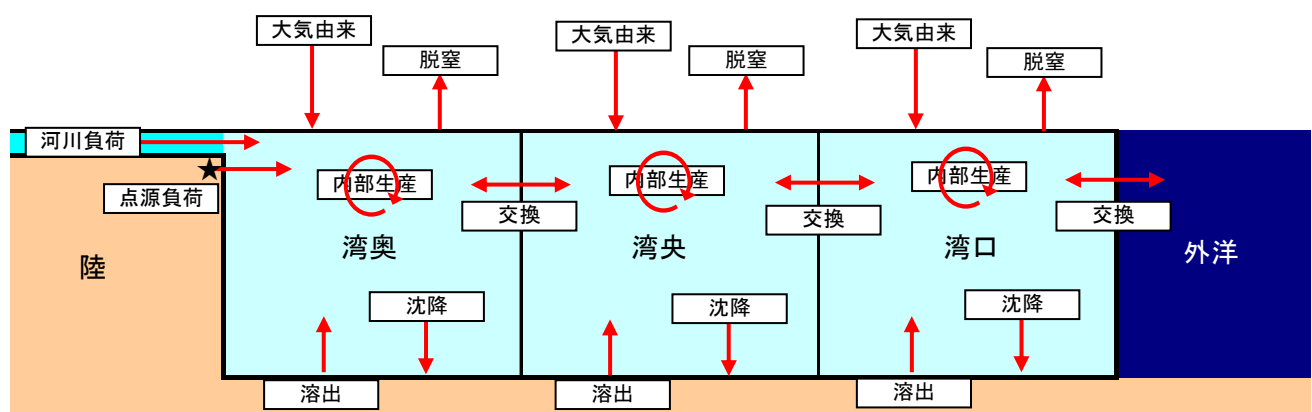 大気由来
脱窒
大気由来
脱窒
大気由来
脱窒
河川負荷
点源負荷
内部生産
内部生産
内部生産
交換
交換
交換
陸
湾奥
湾央
湾口
外洋
沈降
沈降
沈降
溶出
溶出
溶出